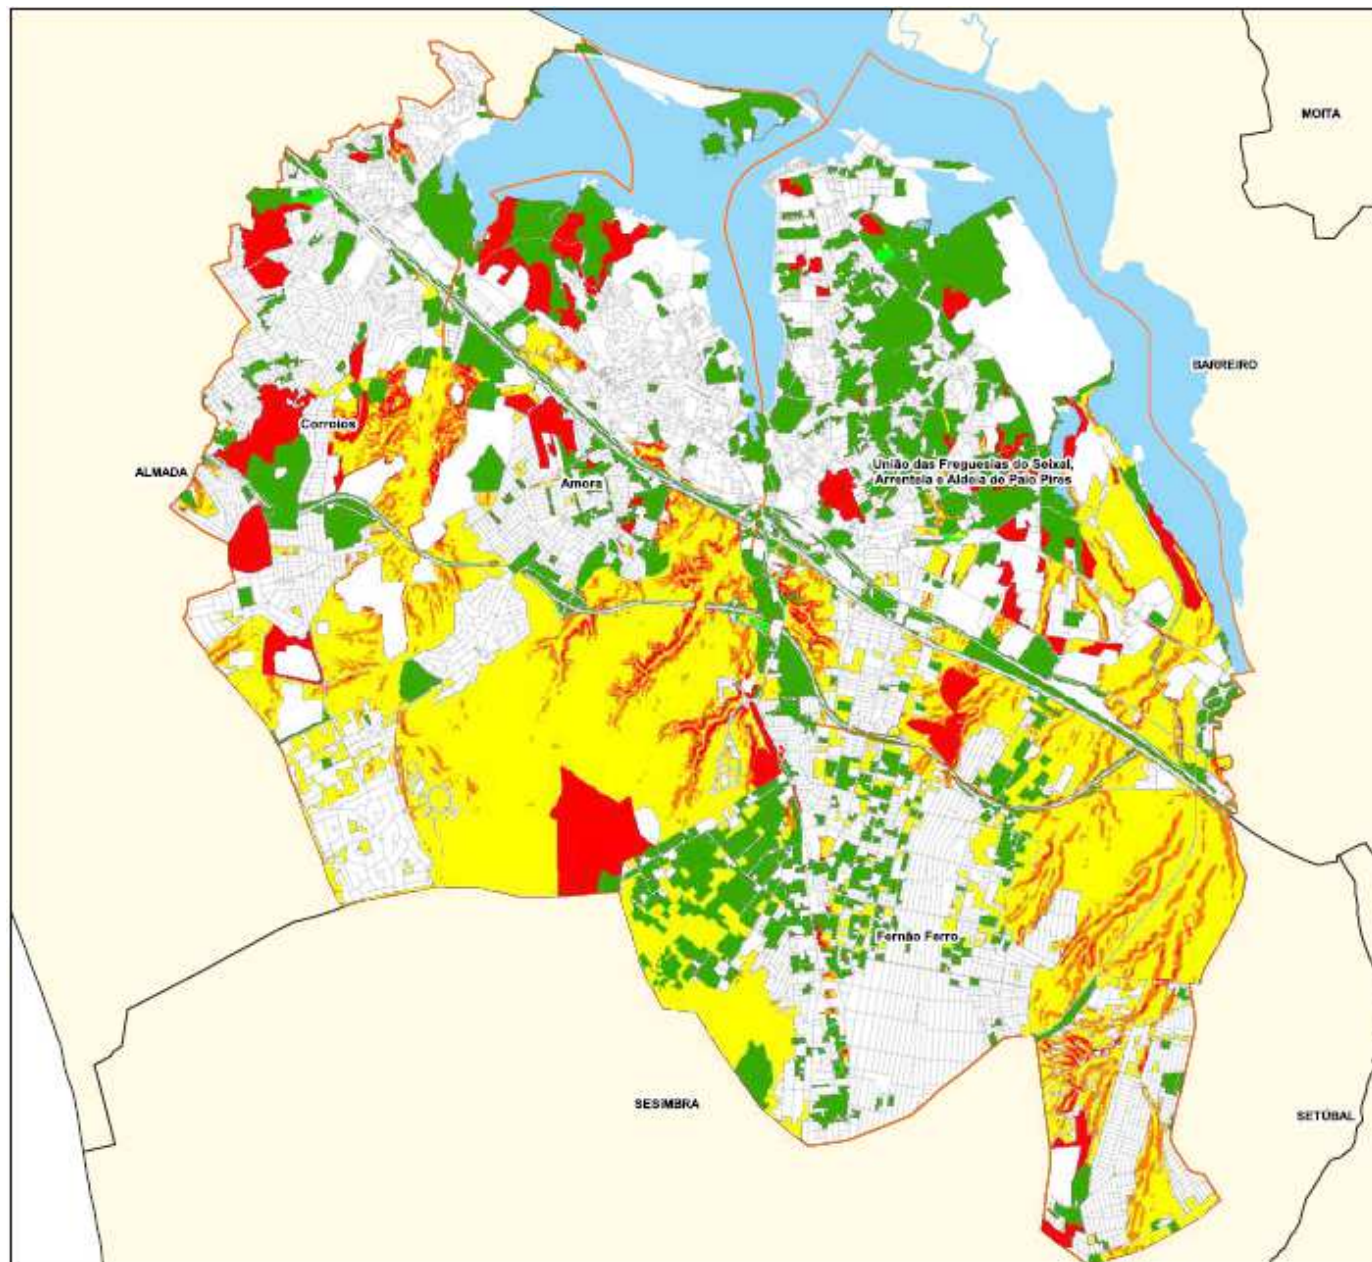 MOITA
BARREIRO
Corroios
ALMADA
União das Freguesias do Seixal,
Arrentela e Aldeia de Paio Pires
Amora
Fernão Ferro
SESIMBRA
SETÚBAL